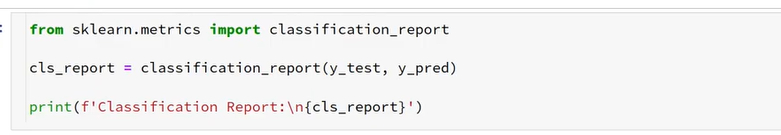 from sklearn.metrics import classification_report
cls_report = classification_report(y_test, y_pred)
print(f'Classification Report:\n{cls_report}')